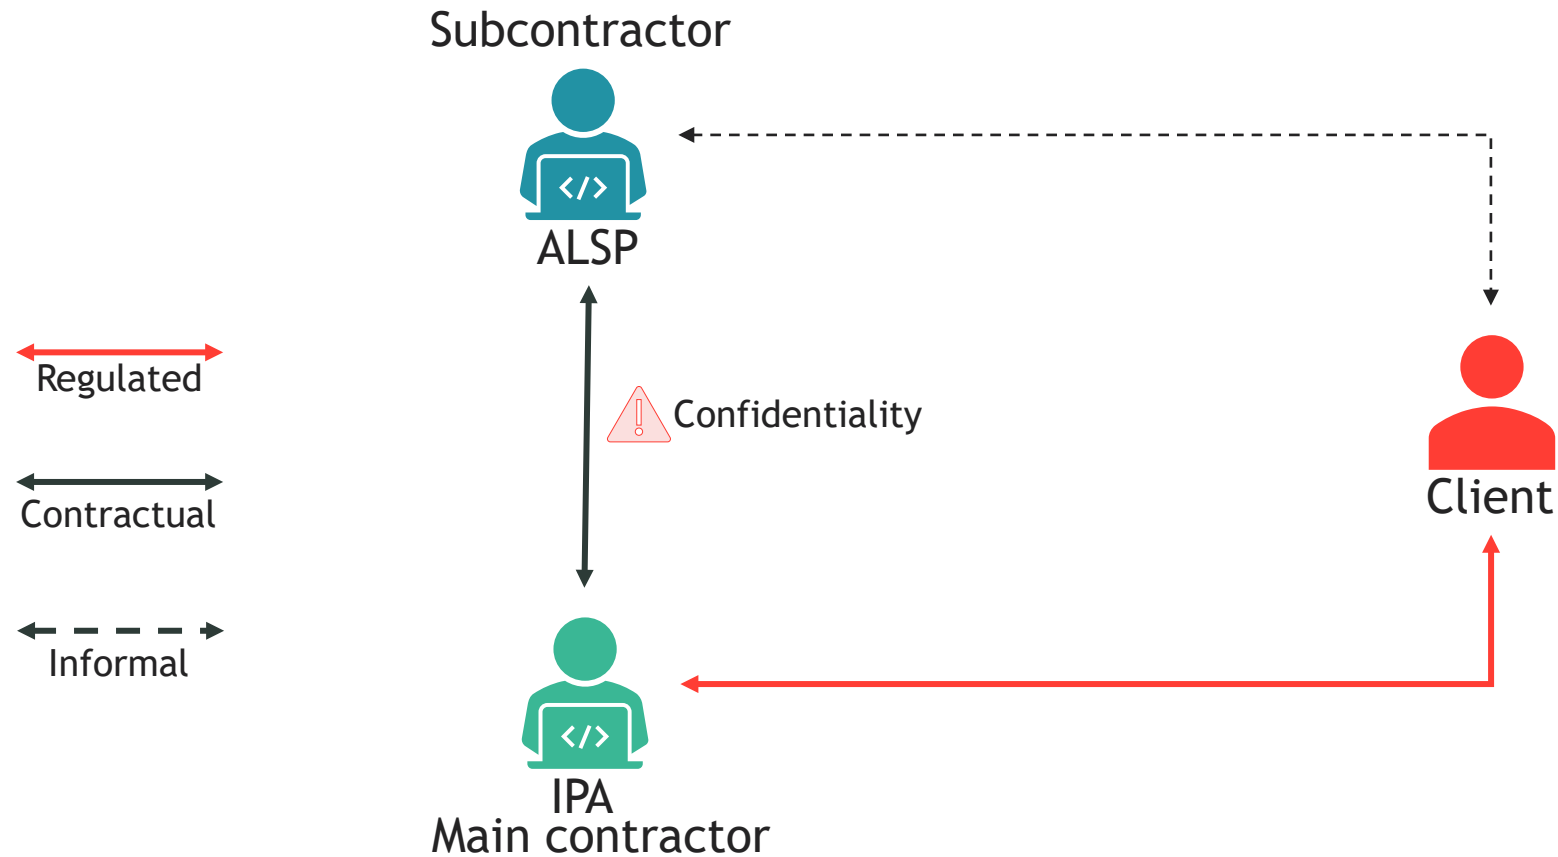 Subcontractor
</>
ALSP
Regulated
Confidentiality
Contractual
Client
Informal
</>
IPA
Main contractor